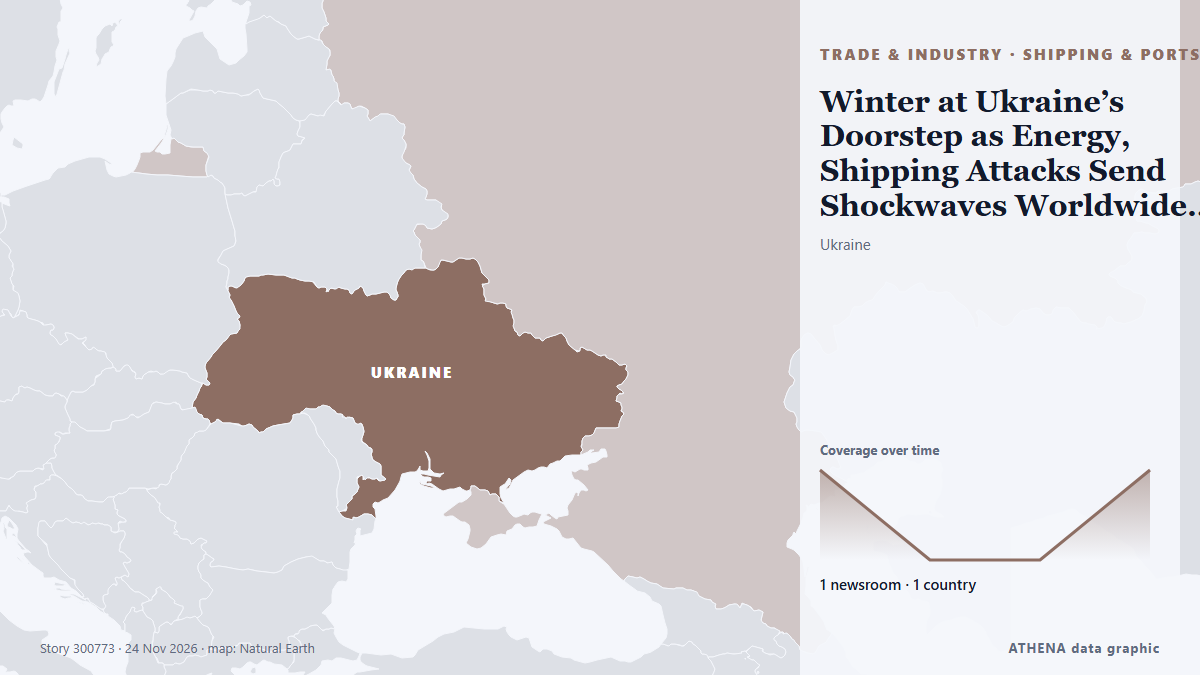 TRADE & INDUSTRY · SHIPPING & PORTS
Winter at Ukraine’s
Doorstep as Energy,
Shipping Attacks Send
Shockwaves Worldwide..
Ukraine
UKRAINE
Coverage over time
1 newsroom · 1 country
Story 300773 · 24 Nov 2026 · map: Natural Earth
ATHENA data graphic